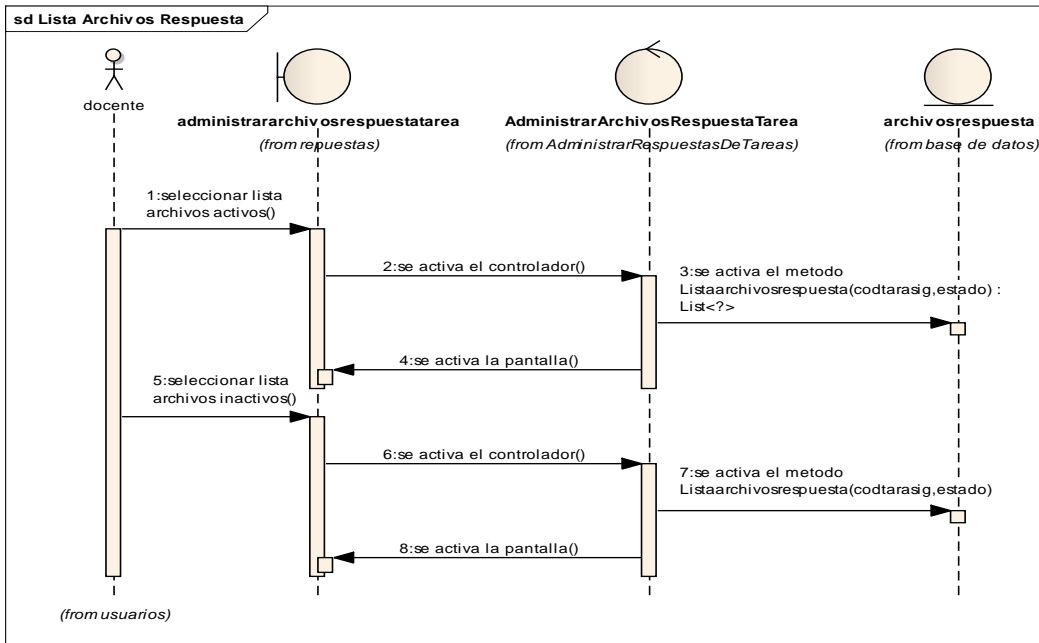 sd Lista Archivos Respuesta
docente
administrararchivosrespuestatarea
(from repuestas)
AdministrarArchivosRespuestaTarea
(from AdministrarRespuestasDeTareas)
archivosrespuesta
(from base de datos)
1:seleccionar lista
archivos activos()
2:se activa el controlador()
3:se activa el metodo
Listaarchivosrespuesta(codtarasig,estado) :
List<?>
4:se activa la pantalla()
5:seleccionar lista
archivos inactivos()
6:se activa el controlador()
7:se activa el metodo
Listaarchivosrespuesta(codtarasig,estado)
8:se activa la pantalla()
(from usuarios)